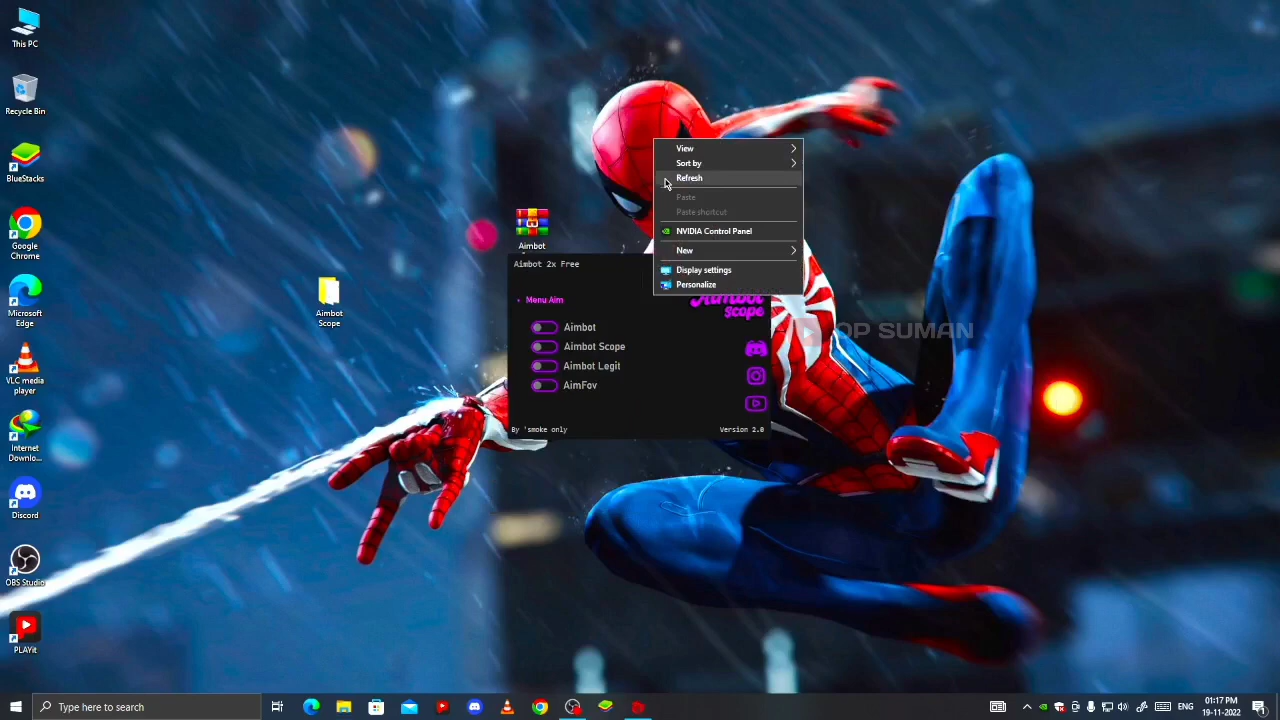 This PC
Recycle Bin
BlueStacks
Google
Chrome
Microsoft
Edge
VLC media
player
Internet
Downlo...
Discord
OBS Studio
PLAYit
Aimbot
Scope
Aimbot
View
Sort by
Refresh
Paste
Paste shortcut
NVIDIA Control Panel
New
Display settings
Personalize
Aimbot 2x Free
Menu Aim
Aimbot
scope
Aimbot
Aimbot Scope
Aimbot Legit
AimFov
By 'smoke only
Version 2.0
OP SUMAN
Type here to search
ENG
01:17 PM
19-11-2022
1